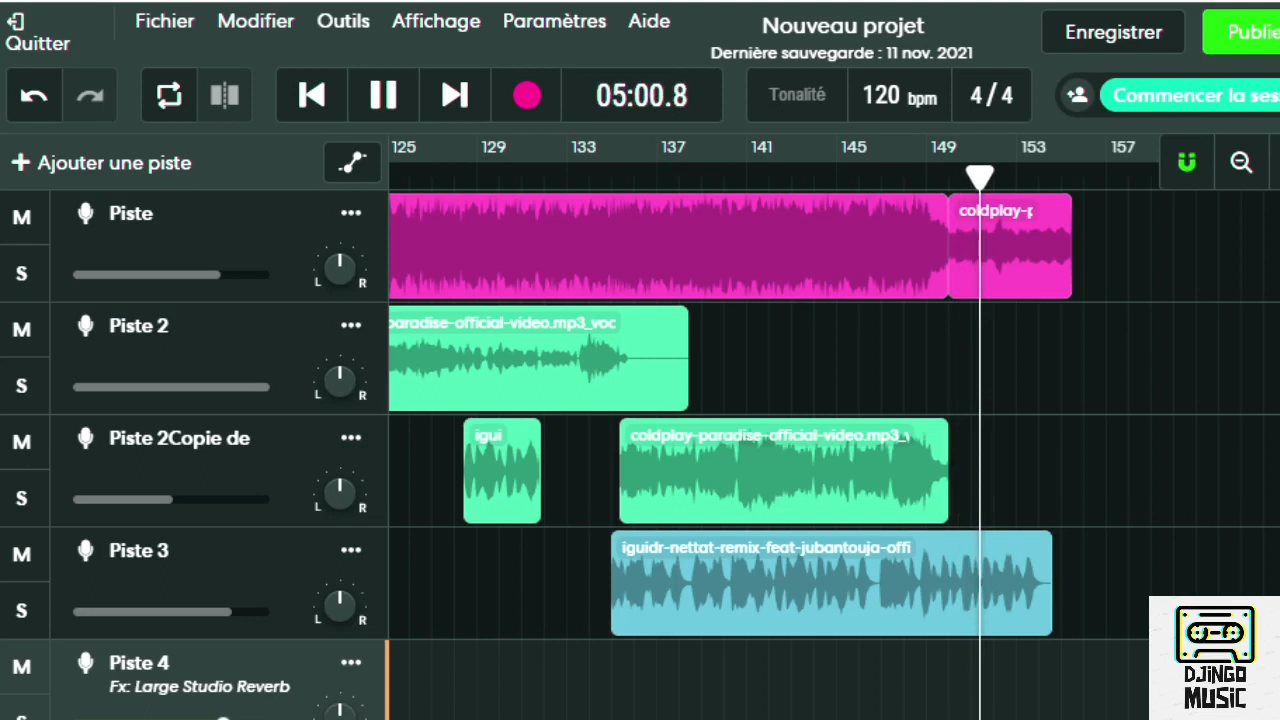 Quitter
Fichier Modifier Outils Affichage Paramètres Aide
Nouveau projet
Dernière sauvegarde : 11 nov. 2021
Enregistrer
05:00.8
Tonalité
120 bpm
4 / 4
Commencer la
+ Ajouter une piste
125 129 133 137 141 145 149 153 157
M Piste
S L R
coldplay-p
M Piste 2
S L R
paradise-official-video.mp3_voc
M Piste 2Copie de
S L R
igui
coldplay-paradise-official-video.mp3_v
M Piste 3
S L R
iguidr-nettat-remix-feat-jubantouja-offi
M Piste 4
Fx: Large Studio Reverb
DJiNGO
MUSiC